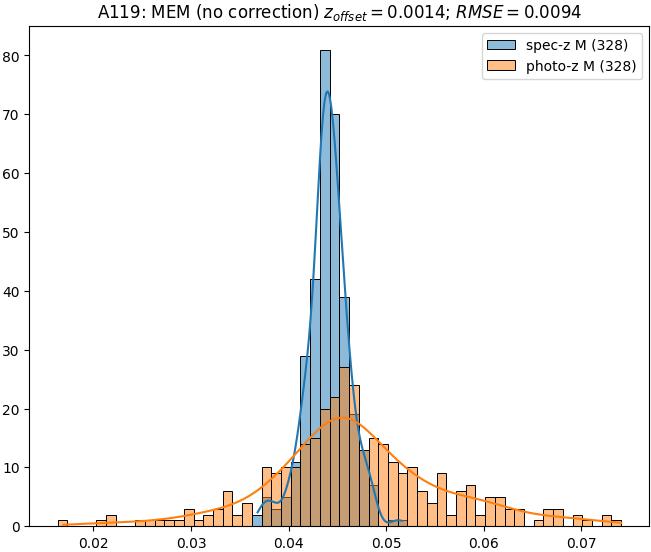 A119: MEM (no correction) z_offset = 0.0014; RMSE = 0.0094
spec-z M (328)
photo-z M (328)
80
70
60
50
40
30
20
10
0
0.02 0.03 0.04 0.05 0.06 0.07